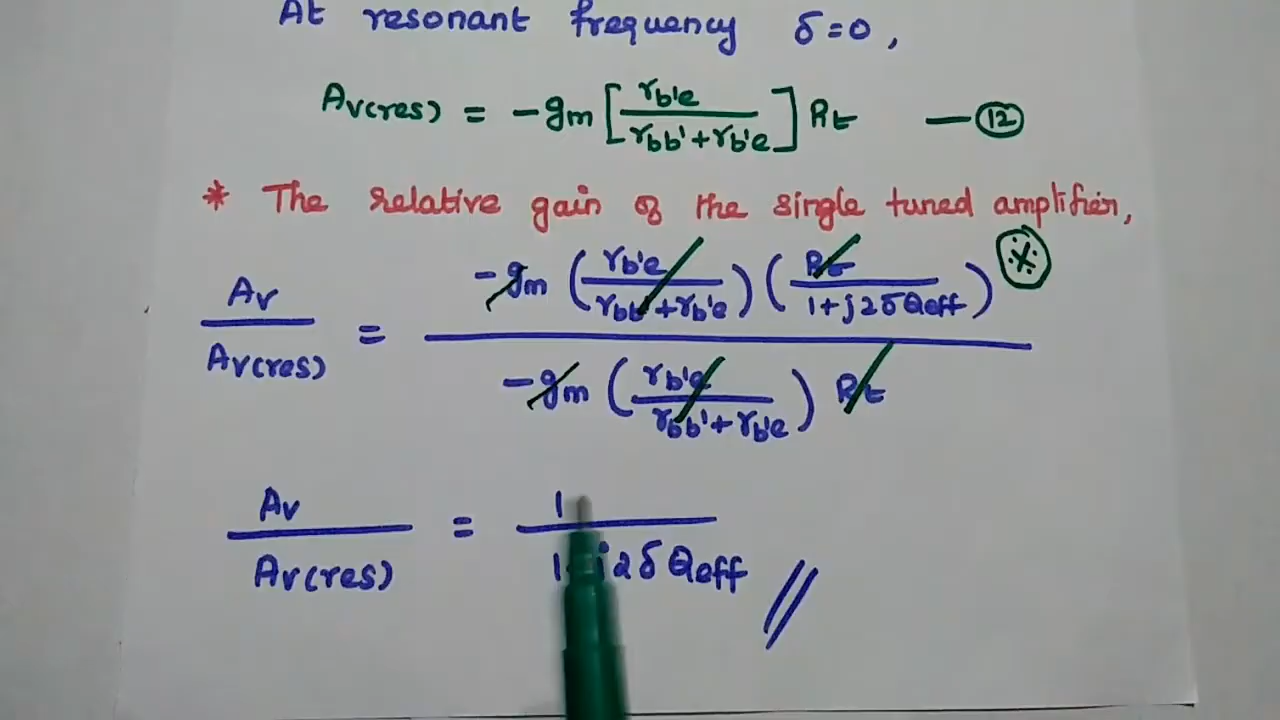 At resonant frequency δ=0,
Av(res) = -gm [ rb'e / rbb'+rb'e ] Rt — 12
* The relative gain of the single tuned amplifier,
Av / Av(res) = -gm ( rb'e / rbb'+rb'e ) ( Rt / 1+j2δQeff ) / -gm ( rb'e / rbb'+rb'e ) Rt
Av / Av(res) = 1 / 1 j2δQeff //